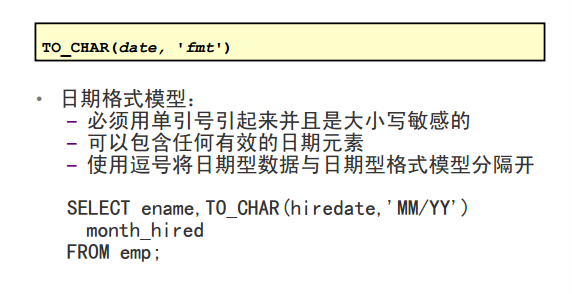 TO_CHAR(date, 'fmt')
• 日期格式模型:
– 必须用单引号引起来并且是大小写敏感的
– 可以包含任何有效的日期元素
– 使用逗号将日期型数据与日期型格式模型分隔开
SELECT ename,TO_CHAR(hiredate,'MM/YY')
month_hired
FROM emp;